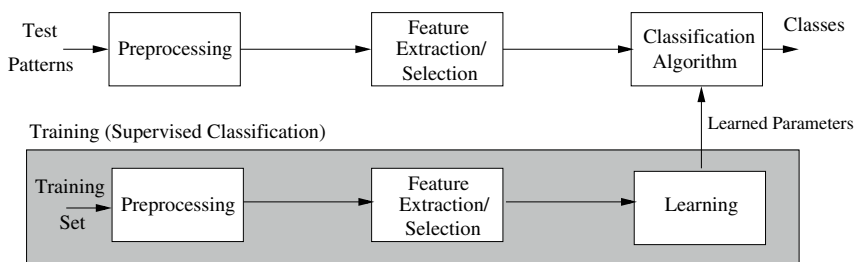 Test
Patterns
Preprocessing
Feature
Extraction/
Selection
Classification
Algorithm
Classes
Learned Parameters
Training (Supervised Classification)
Training
Set
Preprocessing
Feature
Extraction/
Selection
Learning